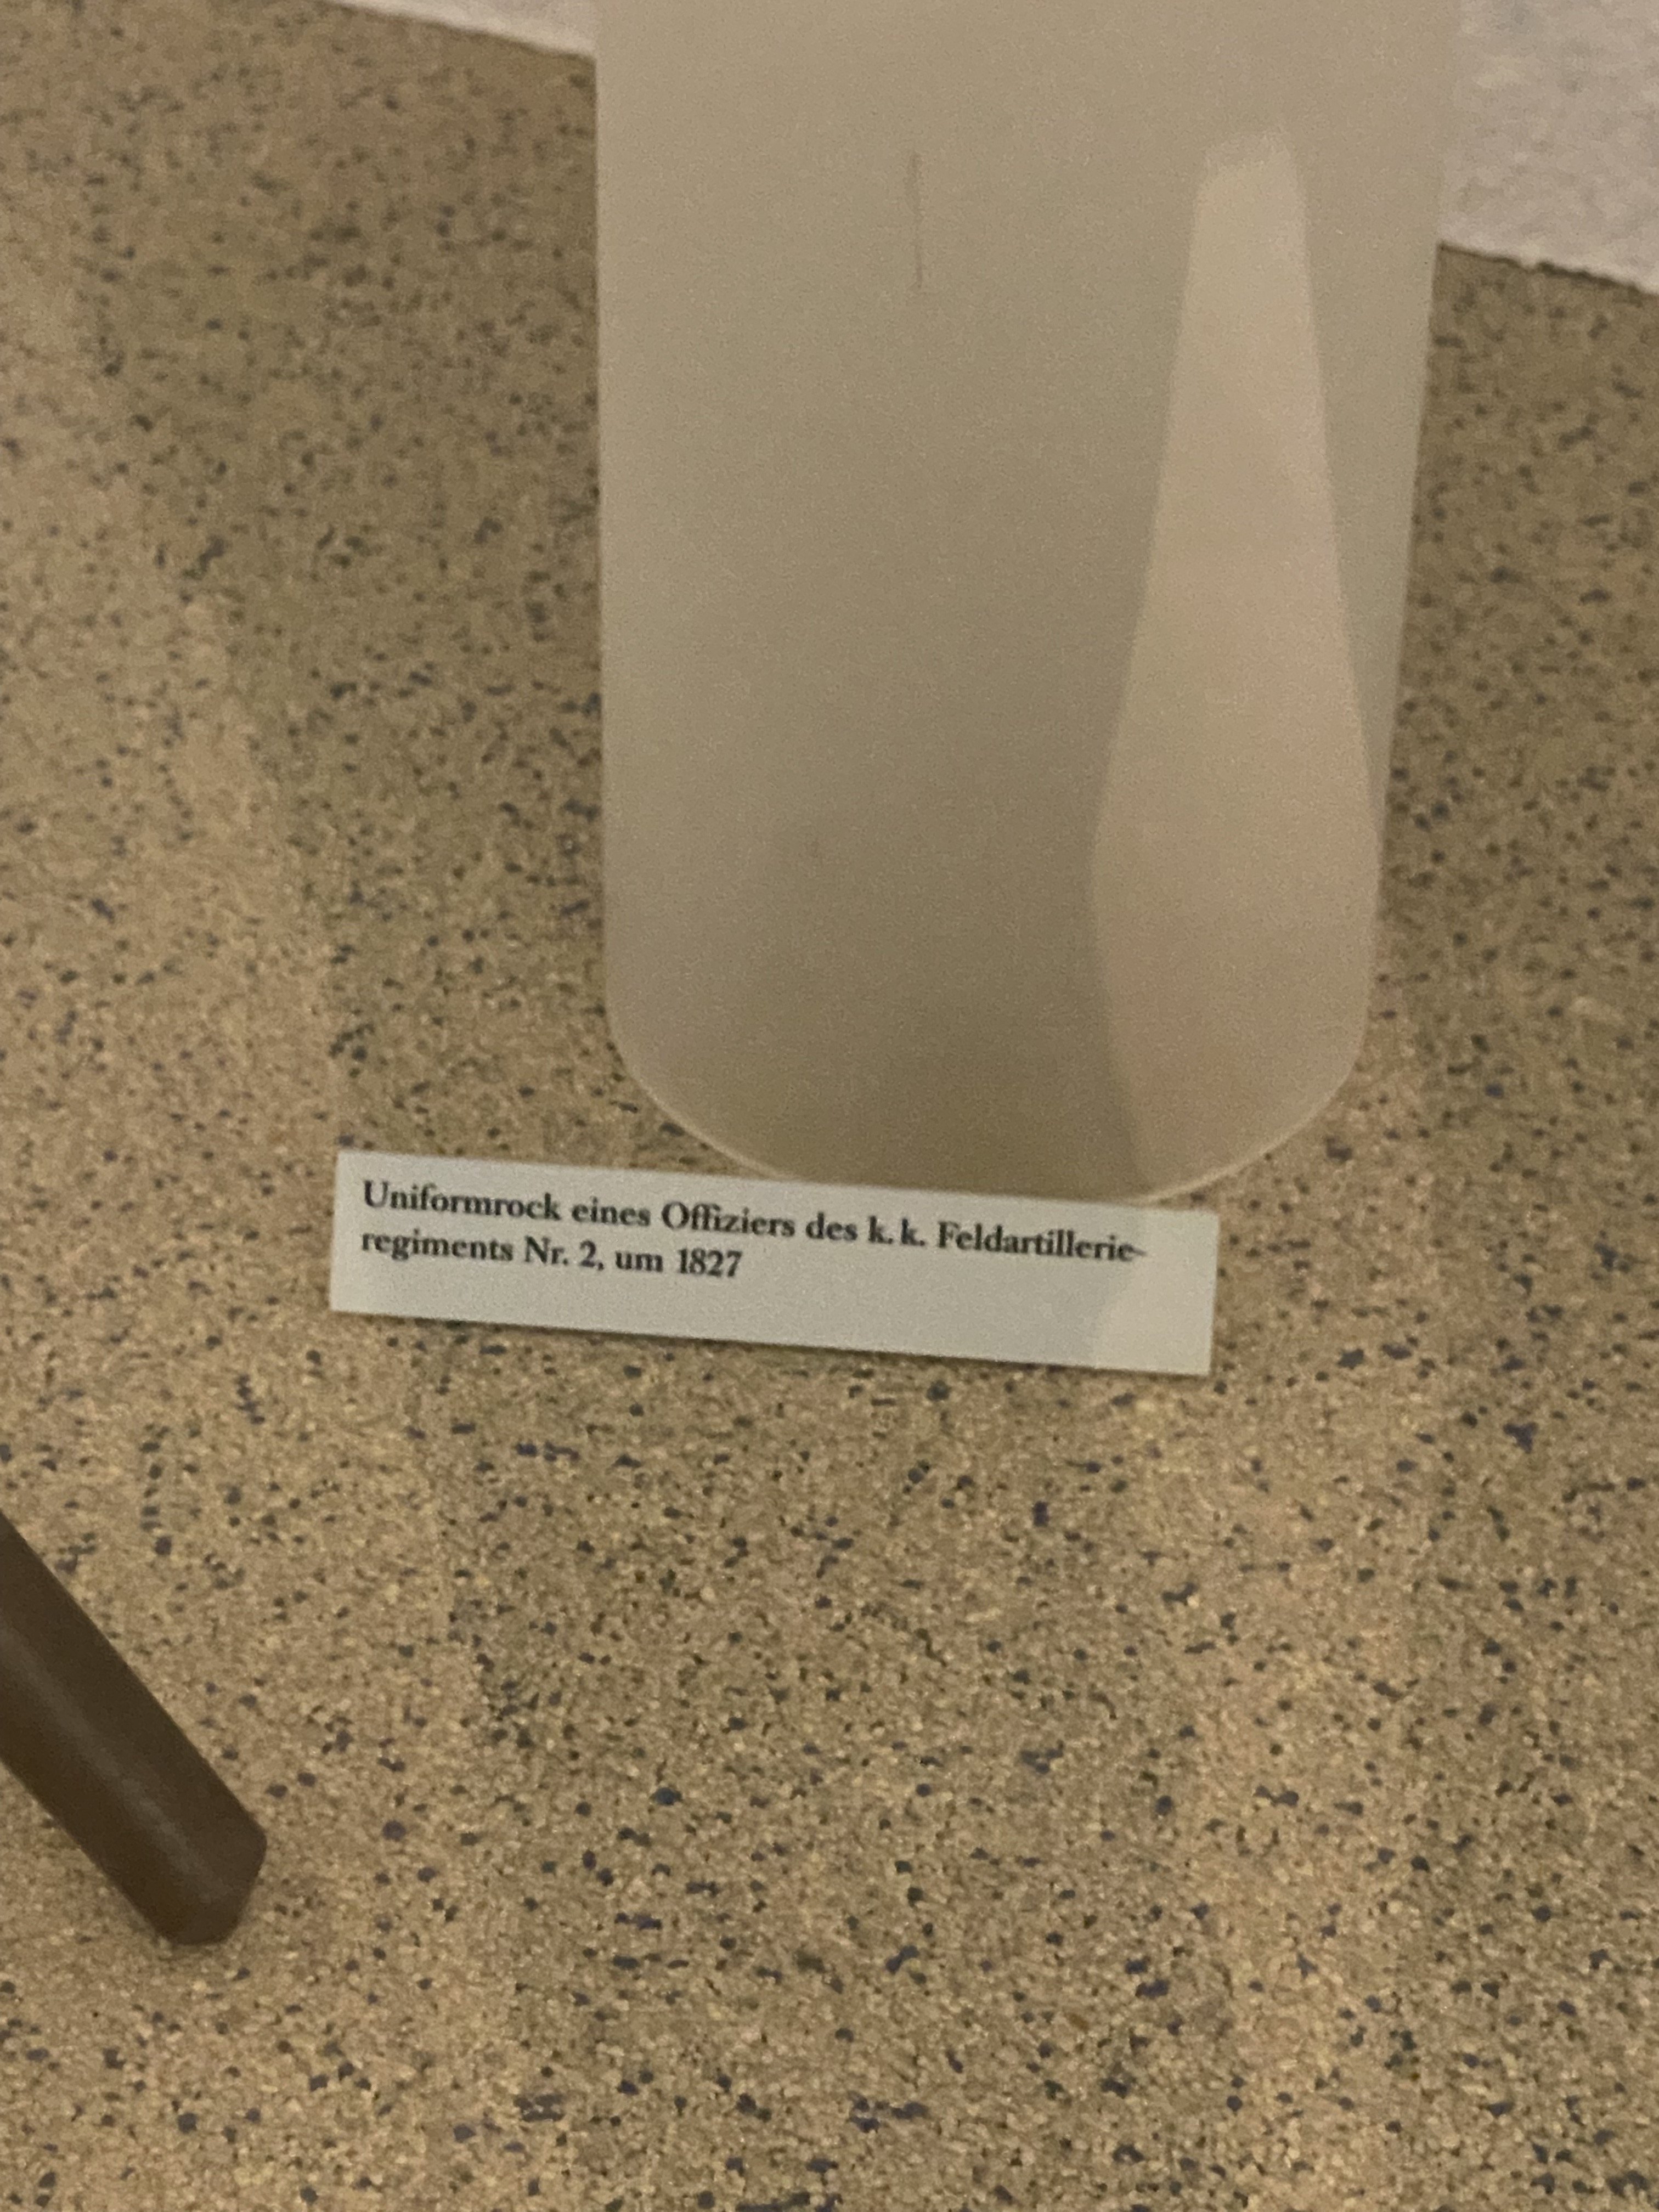 Uniformrock eines Offiziers des k. k. Feldartillerie-
regiments Nr. 2, um 1827